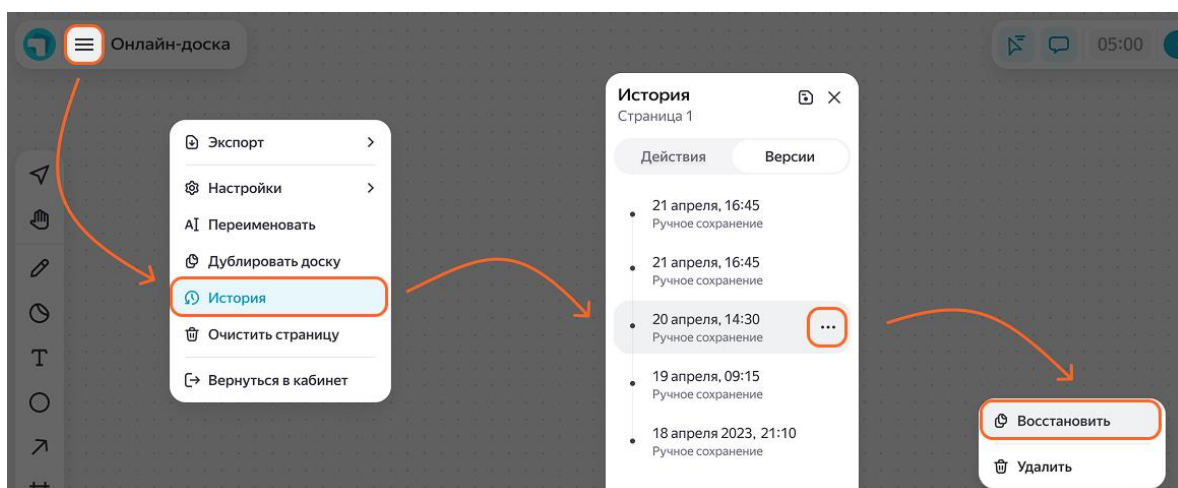 Онлайн-доска
05:00
Экспорт
Настройки
Переименовать
Дублировать доску
История
Очистить страницу
Вернуться в кабинет
История
Страница 1
Действия Версии
21 апреля, 16:45
Ручное сохранение
21 апреля, 16:45
Ручное сохранение
20 апреля, 14:30
Ручное сохранение
19 апреля, 09:15
Ручное сохранение
18 апреля 2023, 21:10
Ручное сохранение
Восстановить
Удалить